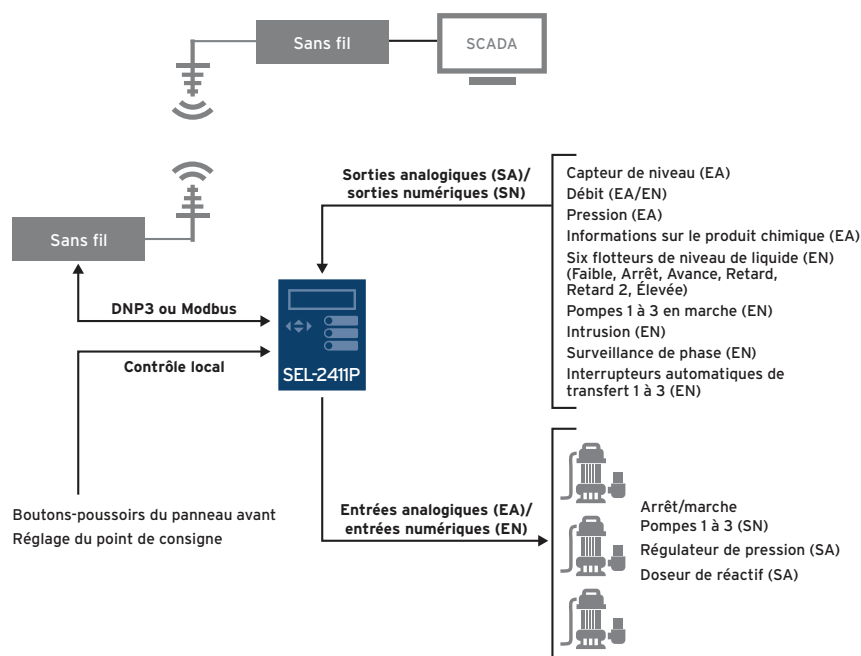 Sans fil
SCADA
Sans fil
DNP3 ou Modbus
Contrôle local
Boutons-poussoirs du panneau avant
Réglage du point de consigne
SEL-2411P
Sorties analogiques (SA)/
sorties numériques (SN)
Capteur de niveau (EA)
Débit (EA/EN)
Pression (EA)
Informations sur le produit chimique (EA)
Six flotteurs de niveau de liquide (EN)
(Faible, Arrêt, Avance, Retard,
Retard 2, Élevée)
Pompes 1 à 3 en marche (EN)
Intrusion (EN)
Surveillance de phase (EN)
Interrupteurs automatiques de
transfert 1 à 3 (EN)
Entrées analogiques (EA)/
entrées numériques (EN)
Arrêt/marche
Pompes 1 à 3 (SN)
Régulateur de pression (SA)
Doseur de réactif (SA)